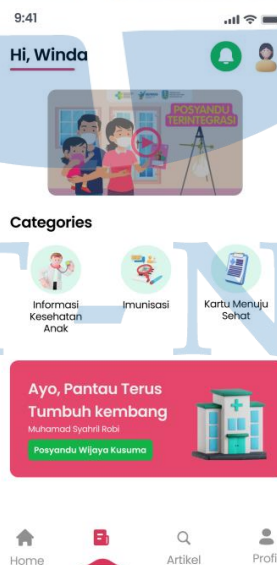 9:41
Hi, Winda
POSYANDU
TERINTEGRASI
Categories
Informasi
Kesehatan
Anak
Imunisasi
Kartu Menuju
Sehat
Ayo, Pantau Terus
Tumbuh kembang
Muhamad Syahril Robi
Posyandu Wijaya Kusuma
Home
Artikel
Profi